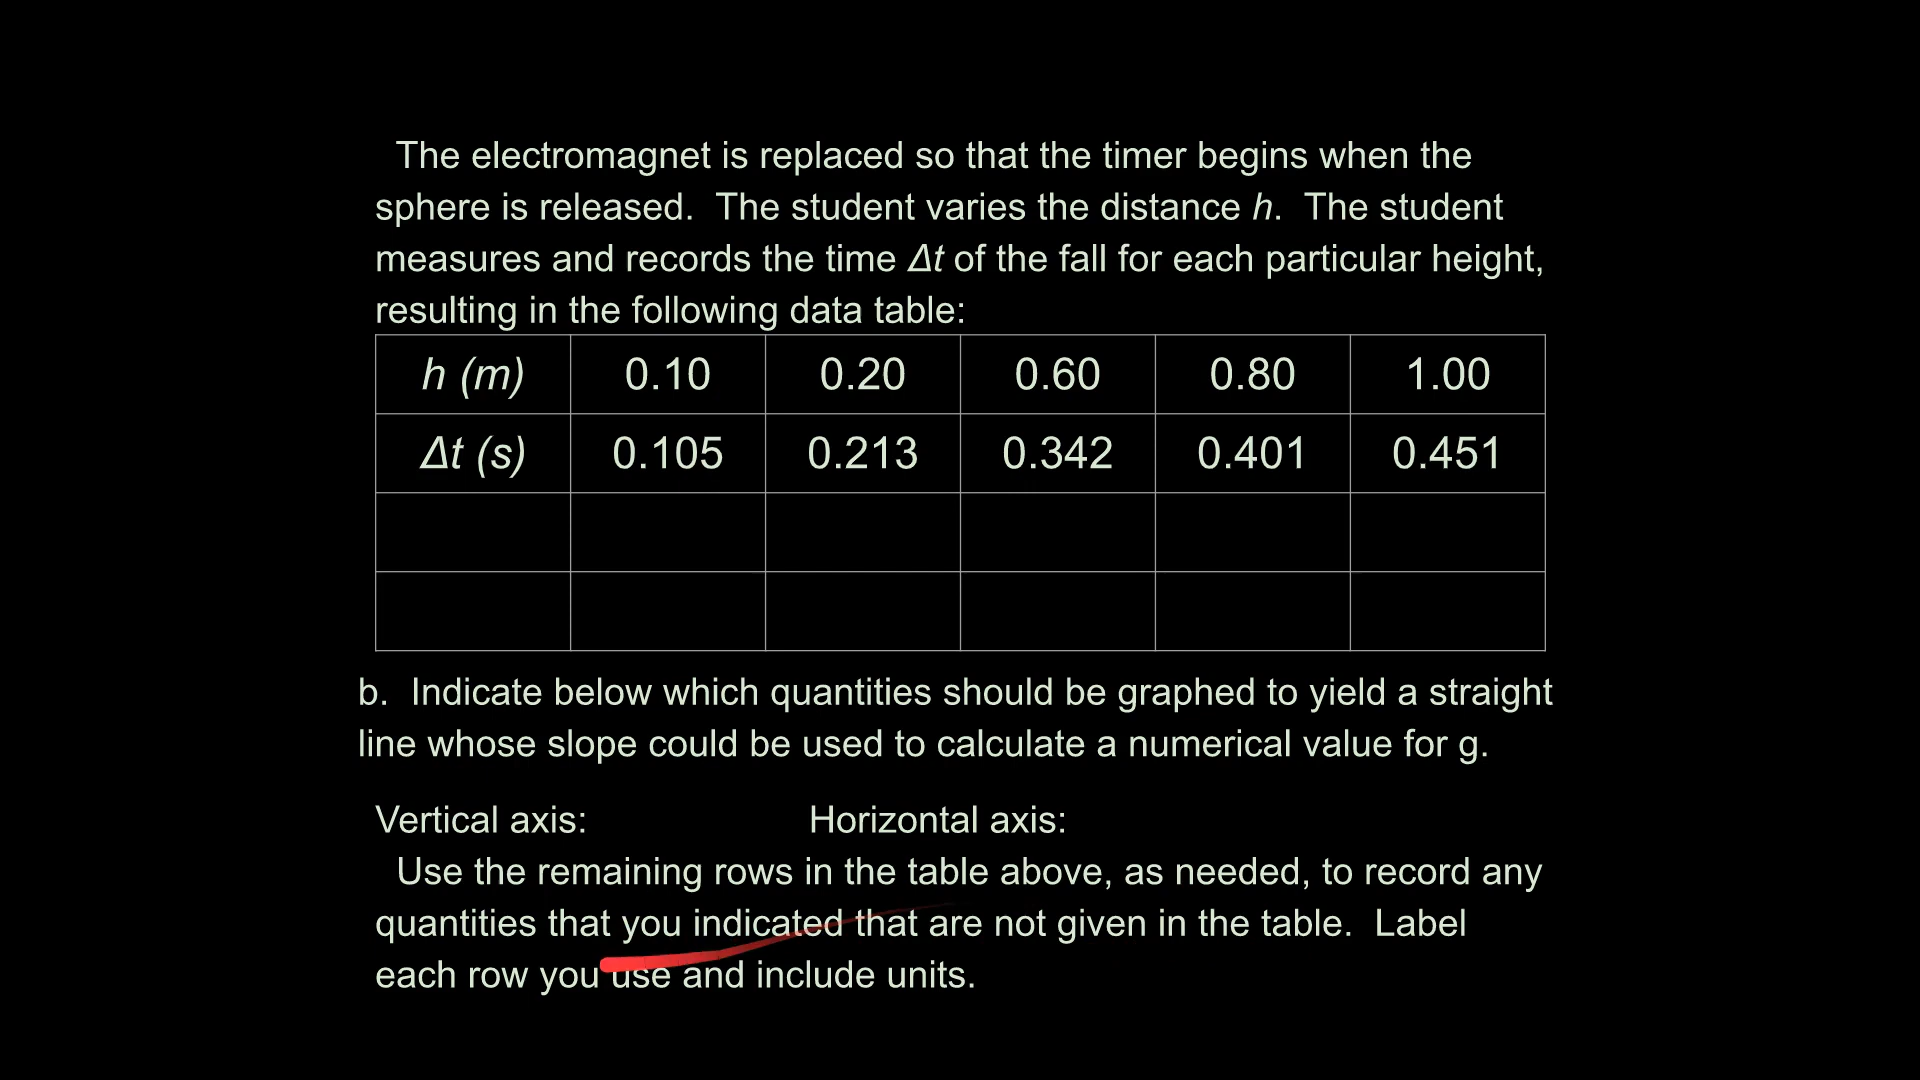 The electromagnet is replaced so that the timer begins when the
sphere is released.  The student varies the distance h.  The student
measures and records the time Δt of the fall for each particular height,
resulting in the following data table:
h (m) 0.10 0.20 0.60 0.80 1.00
Δt (s) 0.105 0.213 0.342 0.401 0.451
b.  Indicate below which quantities should be graphed to yield a straight
line whose slope could be used to calculate a numerical value for g.
Vertical axis: Horizontal axis:
Use the remaining rows in the table above, as needed, to record any
quantities that you indicated that are not given in the table.  Label
each row you use and include units.